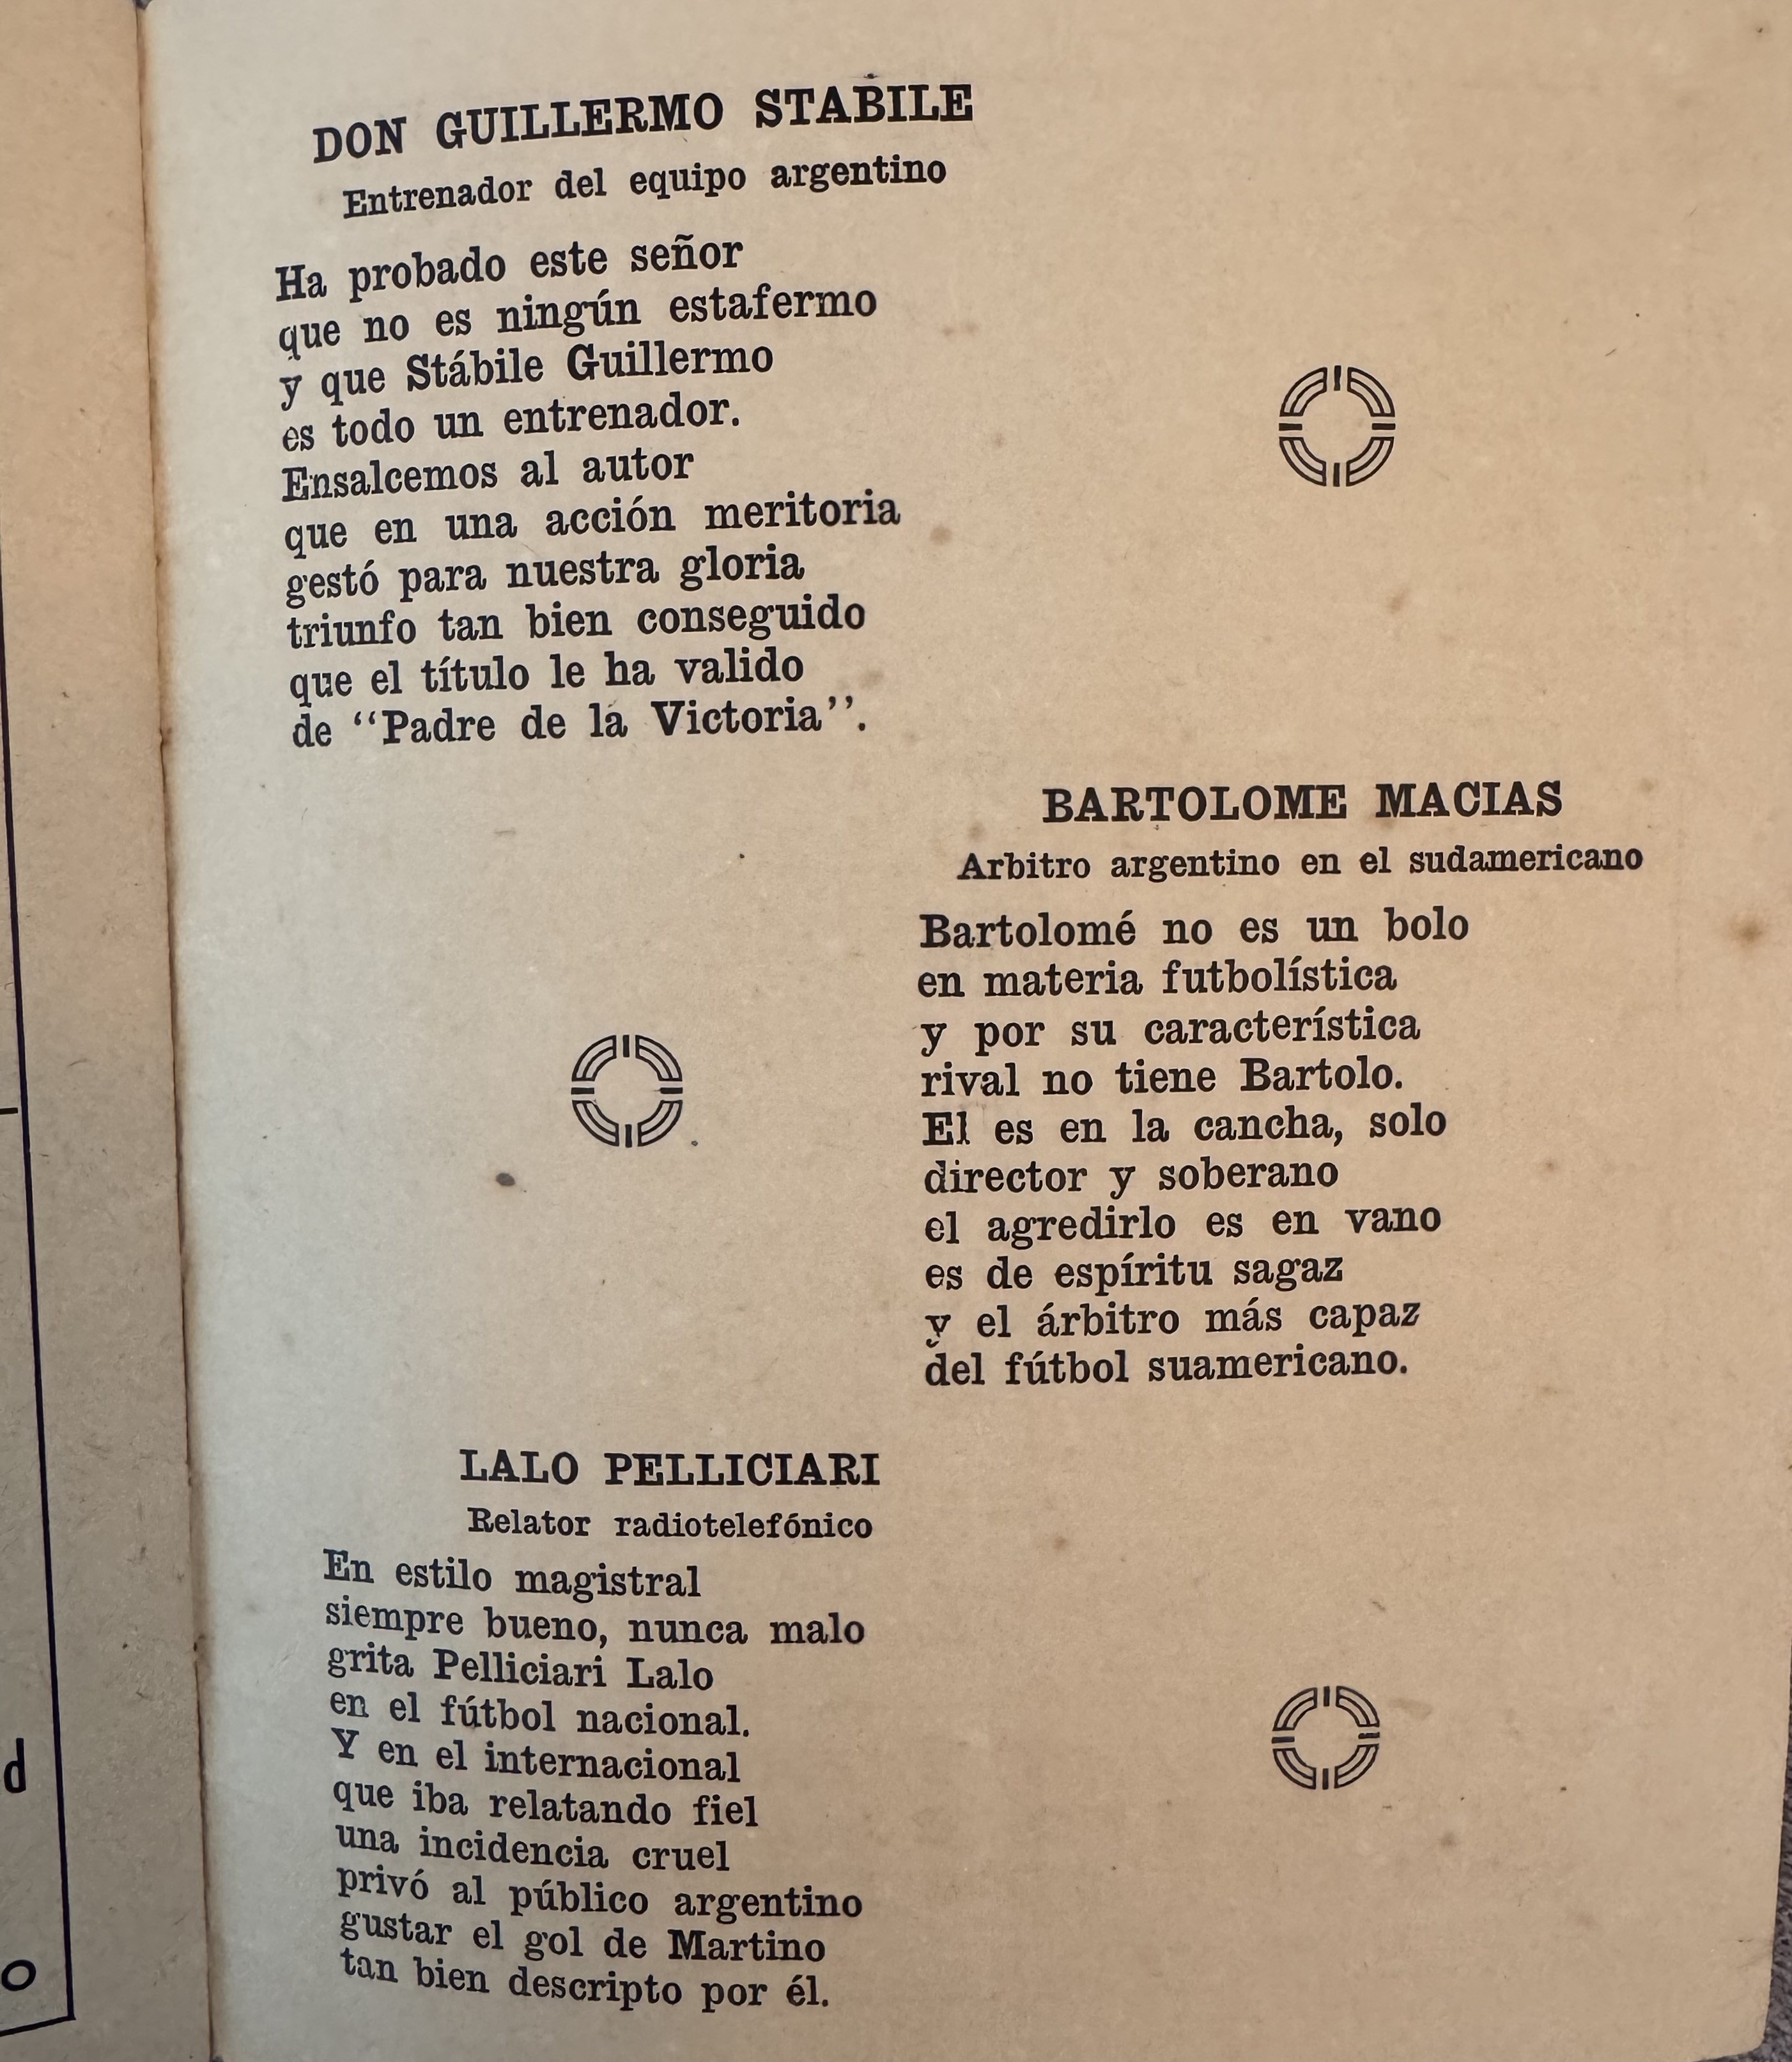 DON GUILLERMO STABILE
Entrenador del equipo argentino
Ha probado este señor
que no es ningún estafermo
y que Stábile Guillermo
es todo un entrenador.
Ensalcemos al autor
que en una acción meritoria
gestó para nuestra gloria
triunfo tan bien conseguido
que el título le ha valido
de "Padre de la Victoria".
BARTOLOME MACIAS
Arbitro argentino en el sudamericano
Bartolomé no es un bolo
en materia futbolística
y por su característica
rival no tiene Bartolo.
El es en la cancha, solo
director y soberano
el agredirlo es en vano
es de espíritu sagaz
y el árbitro más capaz
del fútbol suamericano.
LALO PELLICIARI
Relator radiotelefónico
En estilo magistral
siempre bueno, nunca malo
grita Pelliciari Lalo
en el fútbol nacional.
Y en el internacional
que iba relatando fiel
una incidencia cruel
privó al público argentino
gustar el gol de Martino
tan bien descripto por él.
d
o